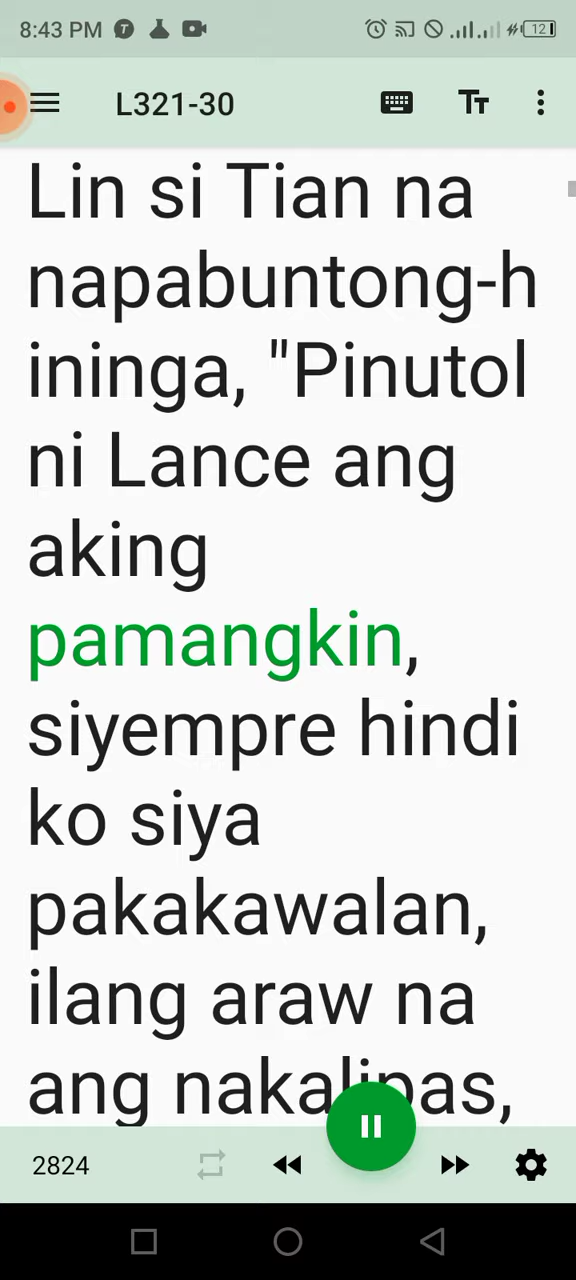 8:43 PM
12
L321-30
Lin si Tian na
napabuntong-h
ininga, "Pinutol
ni Lance ang
aking
pamangkin,
siyempre hindi
ko siya
pakakawalan,
ilang araw na
ang nakalipas,
2824